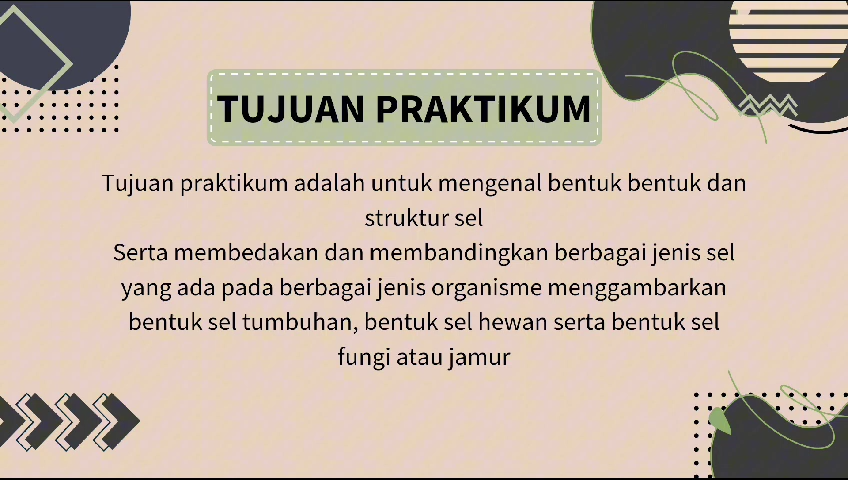 TUJUAN PRAKTIKUM
Tujuan praktikum adalah untuk mengenal bentuk bentuk dan
struktur sel
Serta membedakan dan membandingkan berbagai jenis sel
yang ada pada berbagai jenis organisme menggambarkan
bentuk sel tumbuhan, bentuk sel hewan serta bentuk sel
fungi atau jamur